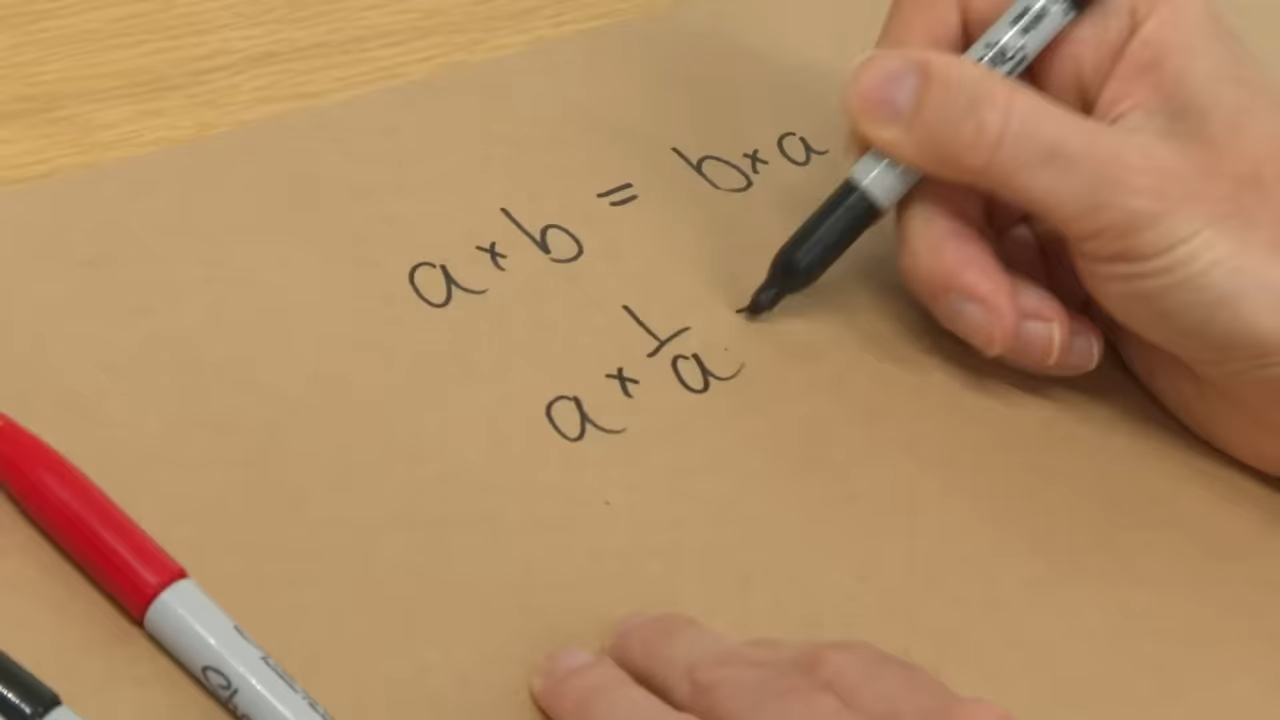 a × b = b × a
a × 1/a